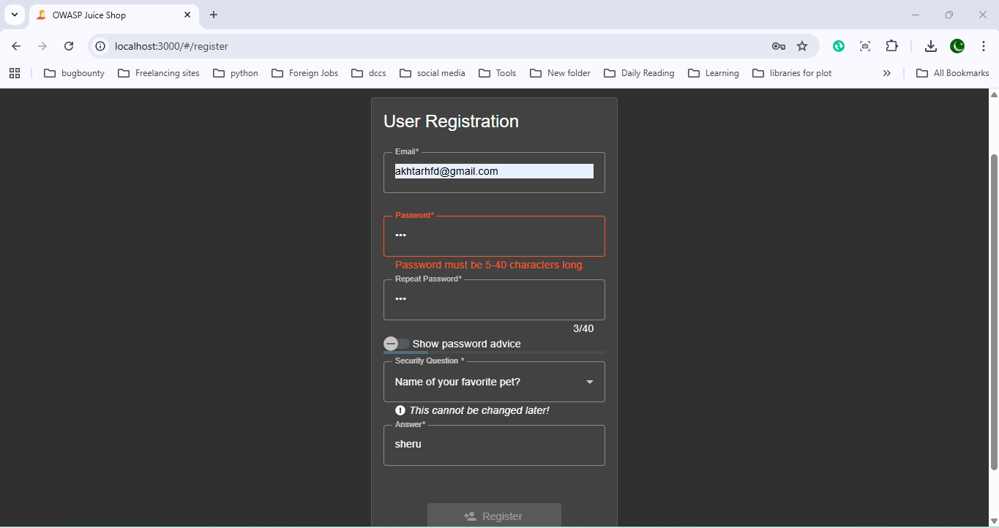 OWASP Juice Shop
localhost:3000/#/register
bugbounty Freelancing sites python Foreign Jobs dccs social media Tools New folder Daily Reading Learning libraries for plot » All Bookmarks
User Registration
Email*
akhtarhfd@gmail.com
Password*
•••
Password must be 5-40 characters long.
Repeat Password*
•••
3/40
Show password advice
Security Question *
Name of your favorite pet?
This cannot be changed later!
Answer*
sheru
Register